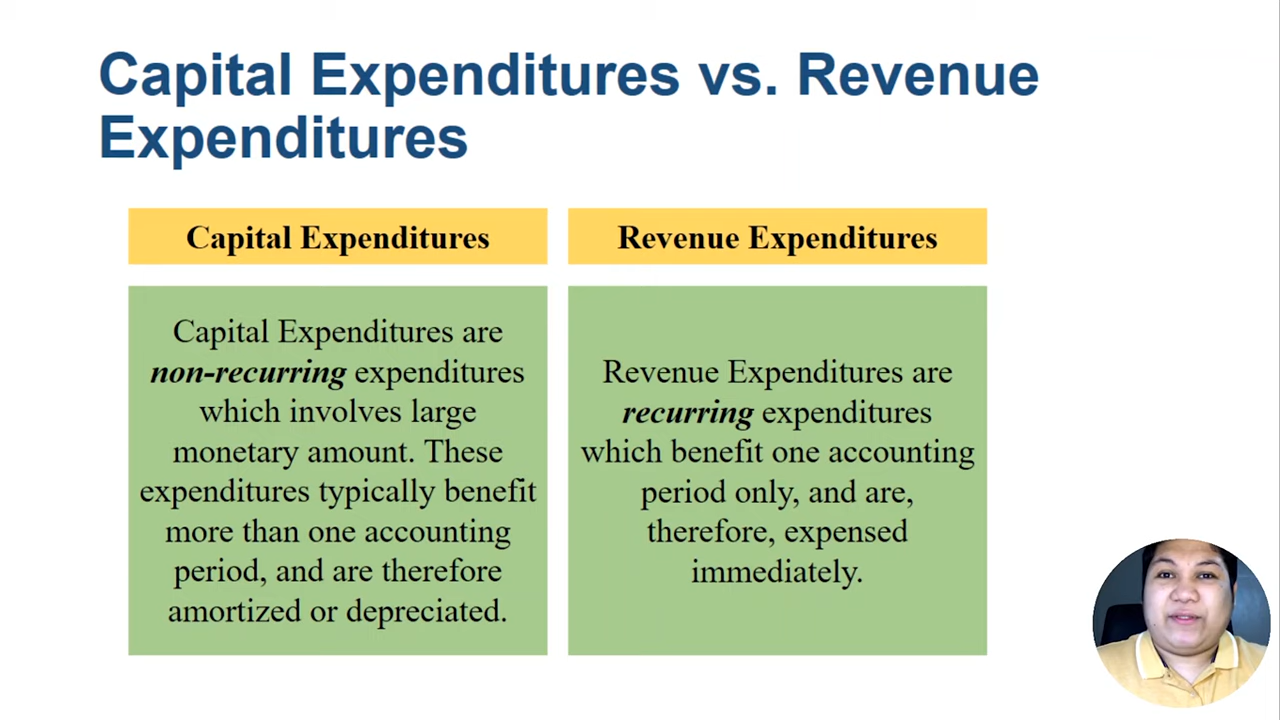 Capital Expenditures vs. Revenue
Expenditures
Capital Expenditures
Capital Expenditures are
non-recurring expenditures
which involves large
monetary amount. These
expenditures typically benefit
more than one accounting
period, and are therefore
amortized or depreciated.
Revenue Expenditures
Revenue Expenditures are
recurring expenditures
which benefit one accounting
period only, and are,
therefore, expensed
immediately.